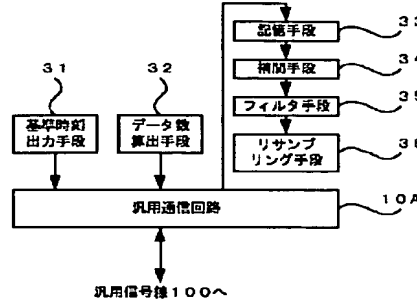 33
記憶手段
34
補間手段
35
フィルタ手段
36
リサンプ
リング手段
31
基準時刻
出力手段
32
データ数
算出手段
汎用通信回路
10A
汎用信号線100へ